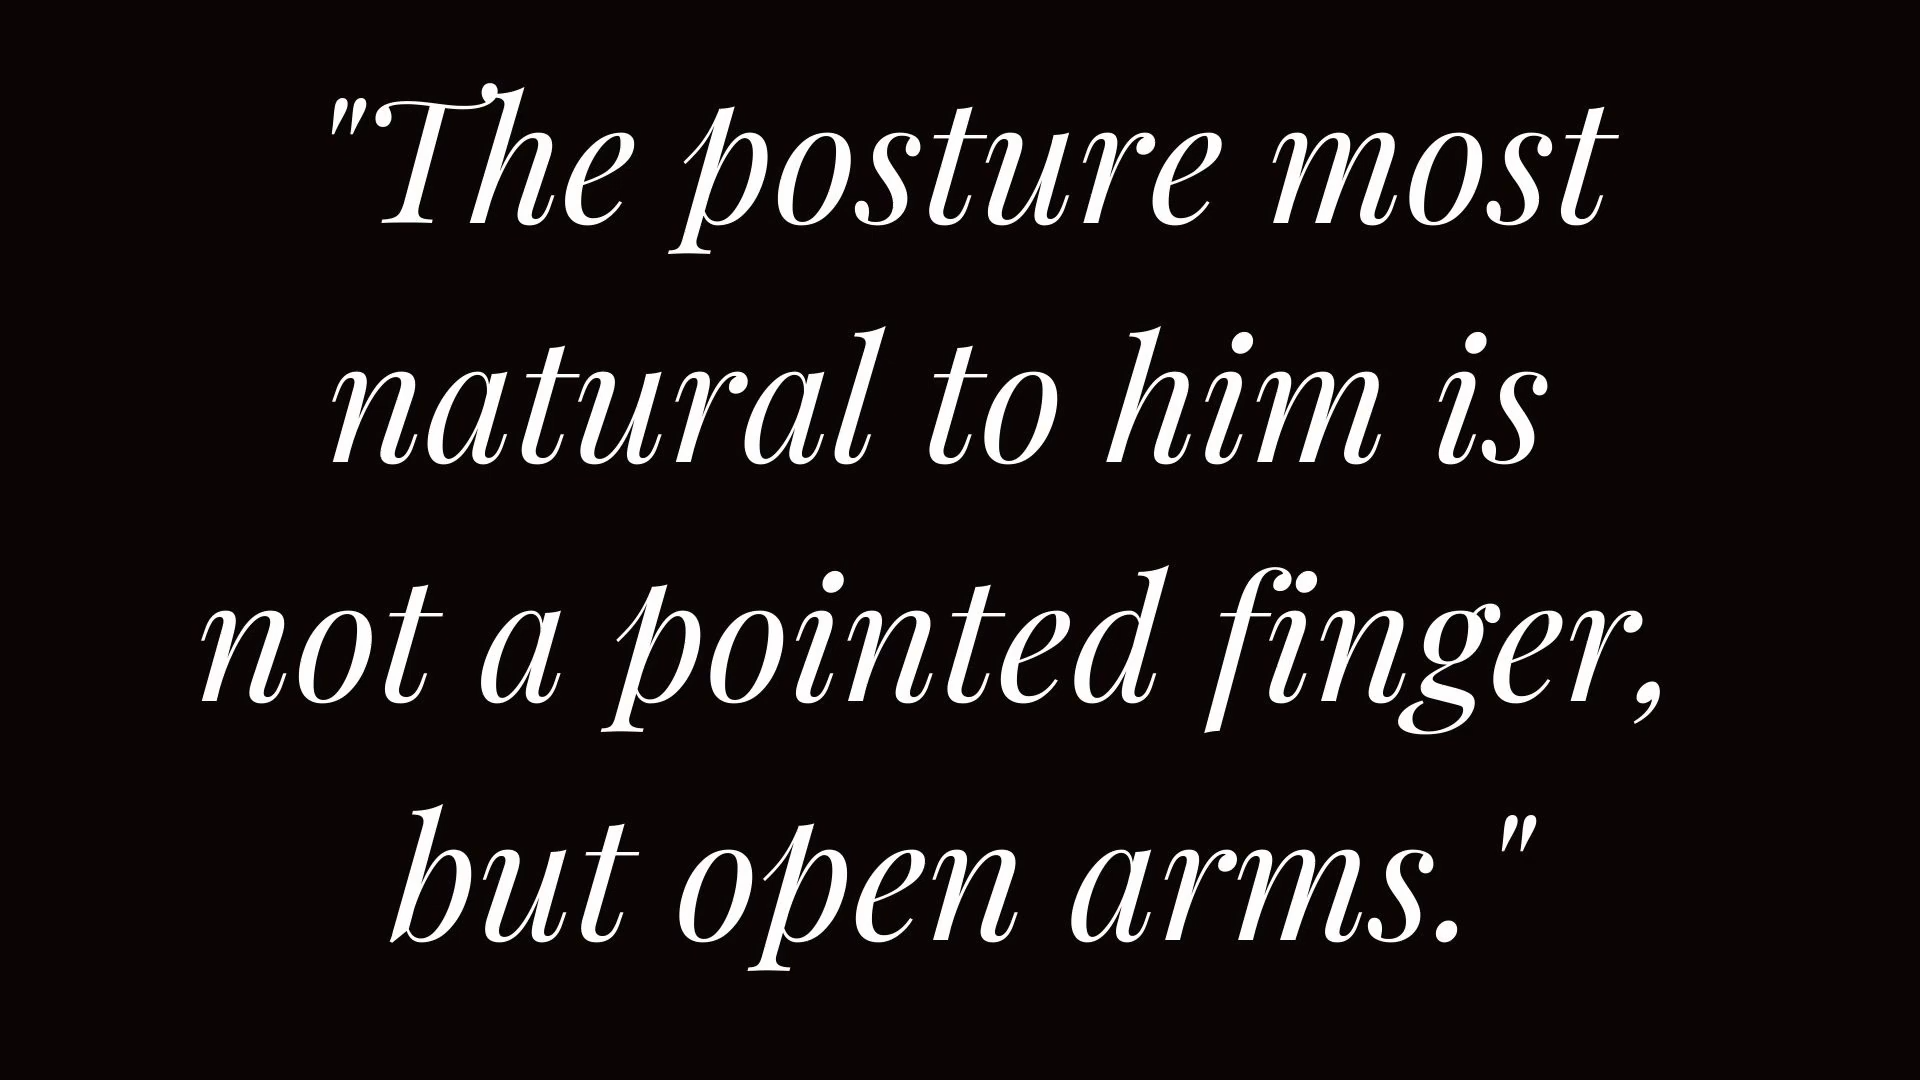 "The posture most
natural to him is
not a pointed finger,
but open arms."